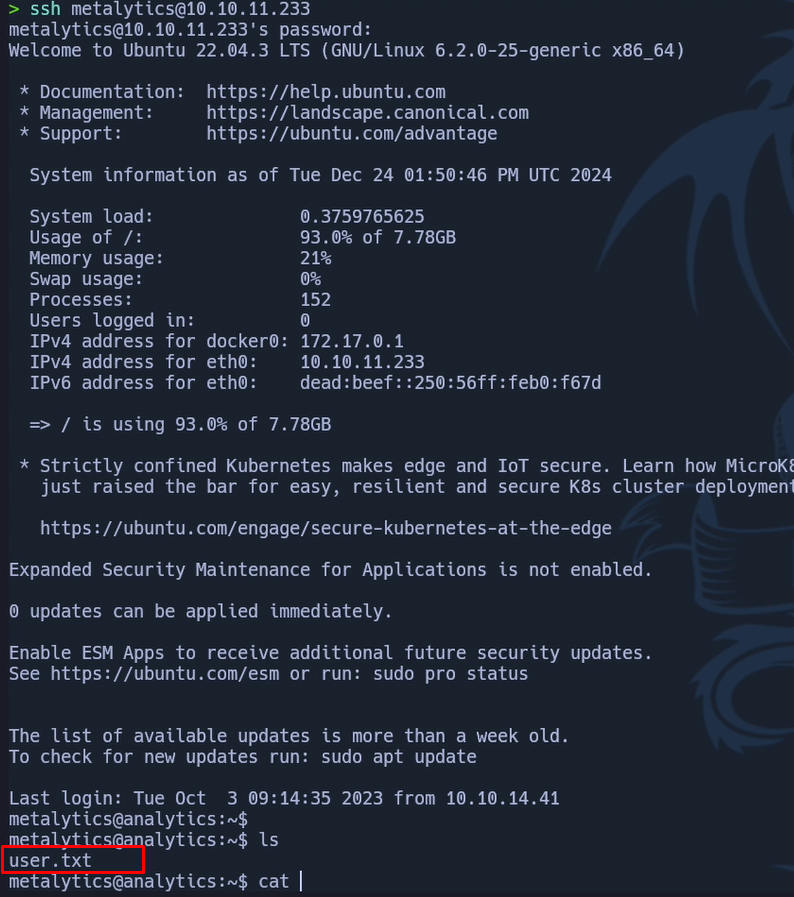 > ssh metalytics@10.10.11.233
metalytics@10.10.11.233's password:
Welcome to Ubuntu 22.04.3 LTS (GNU/Linux 6.2.0-25-generic x86_64)
* Documentation:  https://help.ubuntu.com
* Management:     https://landscape.canonical.com
* Support:        https://ubuntu.com/advantage
System information as of Tue Dec 24 01:50:46 PM UTC 2024
System load:              0.3759765625
Usage of /:               93.0% of 7.78GB
Memory usage:             21%
Swap usage:               0%
Processes:                152
Users logged in:          0
IPv4 address for docker0: 172.17.0.1
IPv4 address for eth0:    10.10.11.233
IPv6 address for eth0:    dead:beef::250:56ff:feb0:f67d
=> / is using 93.0% of 7.78GB
* Strictly confined Kubernetes makes edge and IoT secure. Learn how MicroK8
just raised the bar for easy, resilient and secure K8s cluster deployment
https://ubuntu.com/engage/secure-kubernetes-at-the-edge
Expanded Security Maintenance for Applications is not enabled.
0 updates can be applied immediately.
Enable ESM Apps to receive additional future security updates.
See https://ubuntu.com/esm or run: sudo pro status
The list of available updates is more than a week old.
To check for new updates run: sudo apt update
Last login: Tue Oct  3 09:14:35 2023 from 10.10.14.41
metalytics@analytics:~$
metalytics@analytics:~$ ls
user.txt
metalytics@analytics:~$ cat